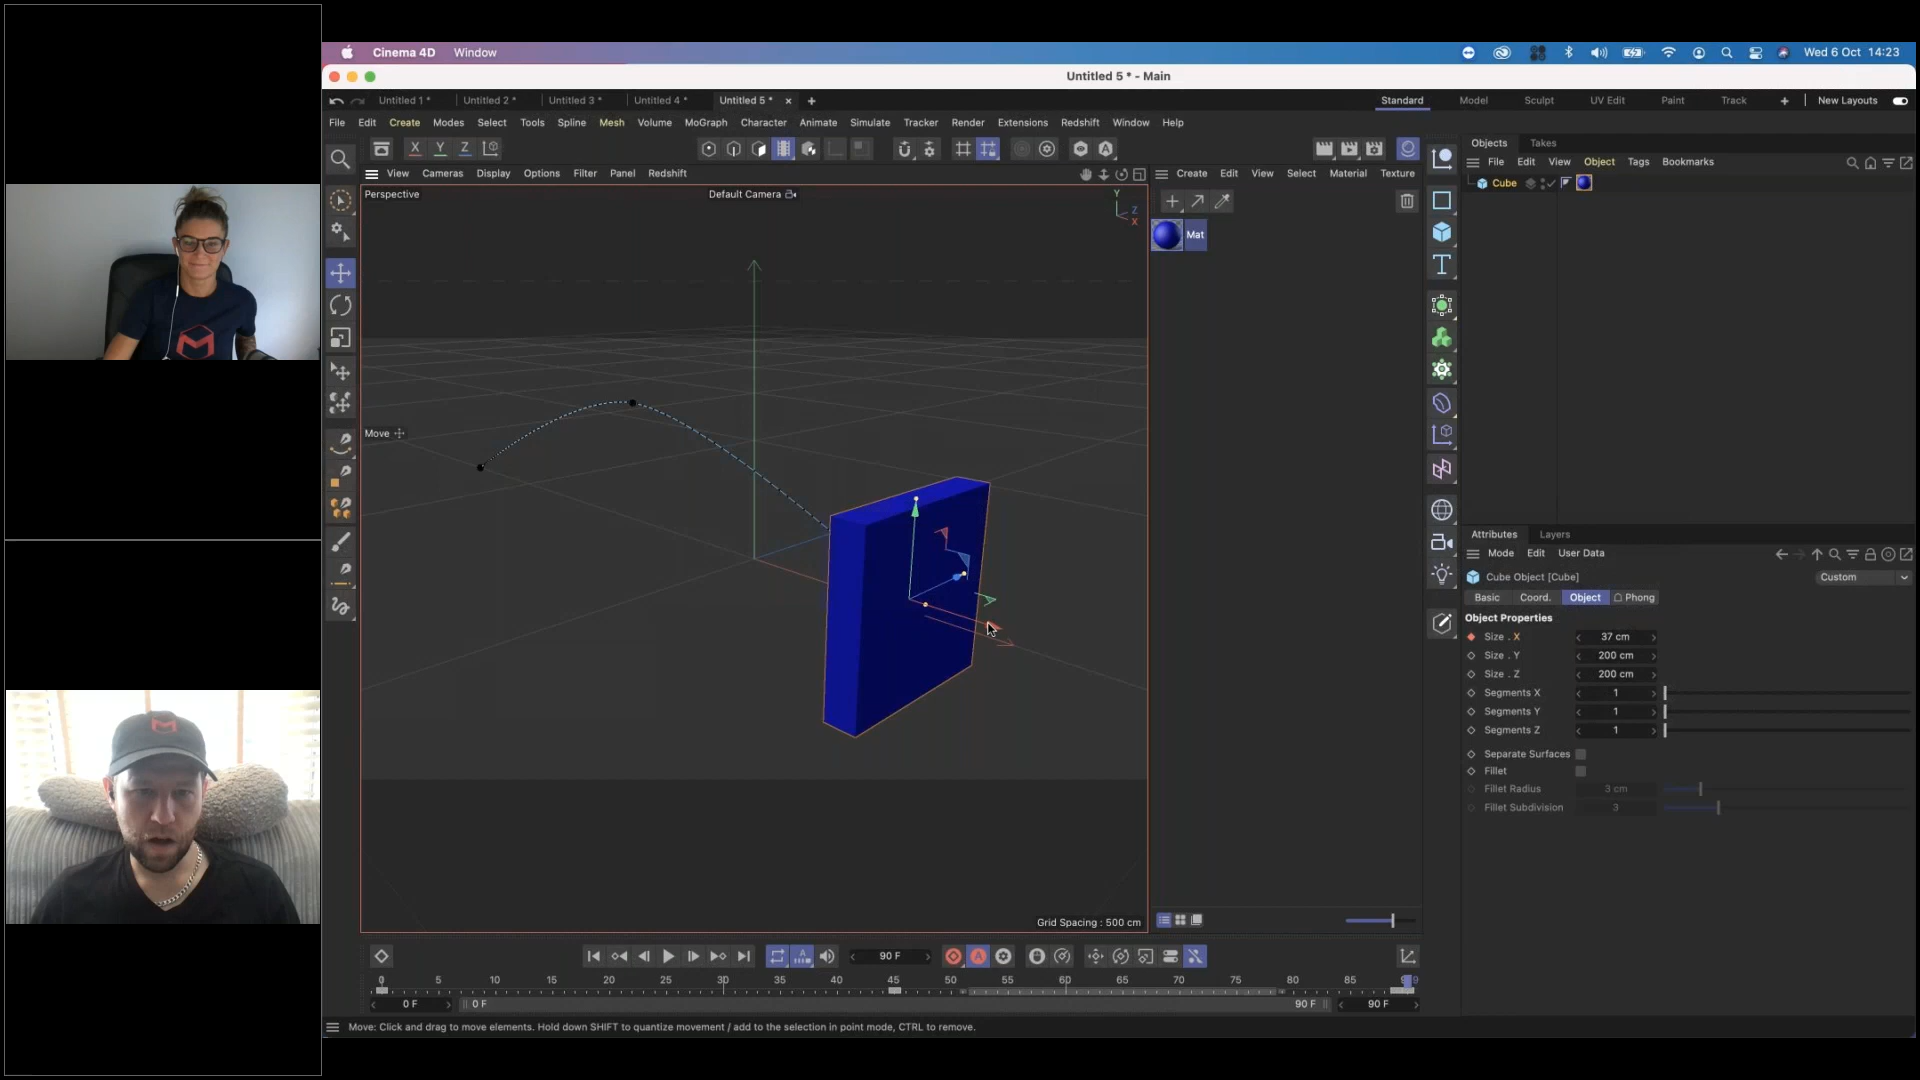 Cinema 4D Window
Wed 6 Oct 14:23
Untitled 5 * - Main
Untitled 1 * Untitled 2 * Untitled 3 * Untitled 4 * Untitled 5 *
Standard Model Sculpt UV Edit Paint Track New Layouts
File Edit Create Modes Select Tools Spline Mesh Volume MoGraph Character Animate Simulate Tracker Render Extensions Redshift Window Help
X Y Z
Objects Takes
File Edit View Object Tags Bookmarks
View Cameras Display Options Filter Panel Redshift
Create Edit View Select Material Texture
Cube
Perspective
Default Camera
Y
Z
X
Mat
Move
Grid Spacing : 500 cm
Attributes Layers
Mode Edit User Data
Cube Object [Cube]
Custom
Basic Coord. Object Phong
Object Properties
Size . X 37 cm
Size . Y 200 cm
Size . Z 200 cm
Segments X 1
Segments Y 1
Segments Z 1
Separate Surfaces
Fillet
Fillet Radius 3 cm
Fillet Subdivision 3
90 F
0 5 10 15 20 25 30 35 40 45 50 55 60 65 70 75 80 85
0 F 0 F 90 F 90 F
Move: Click and drag to move elements. Hold down SHIFT to quantize movement / add to the selection in point mode, CTRL to remove.